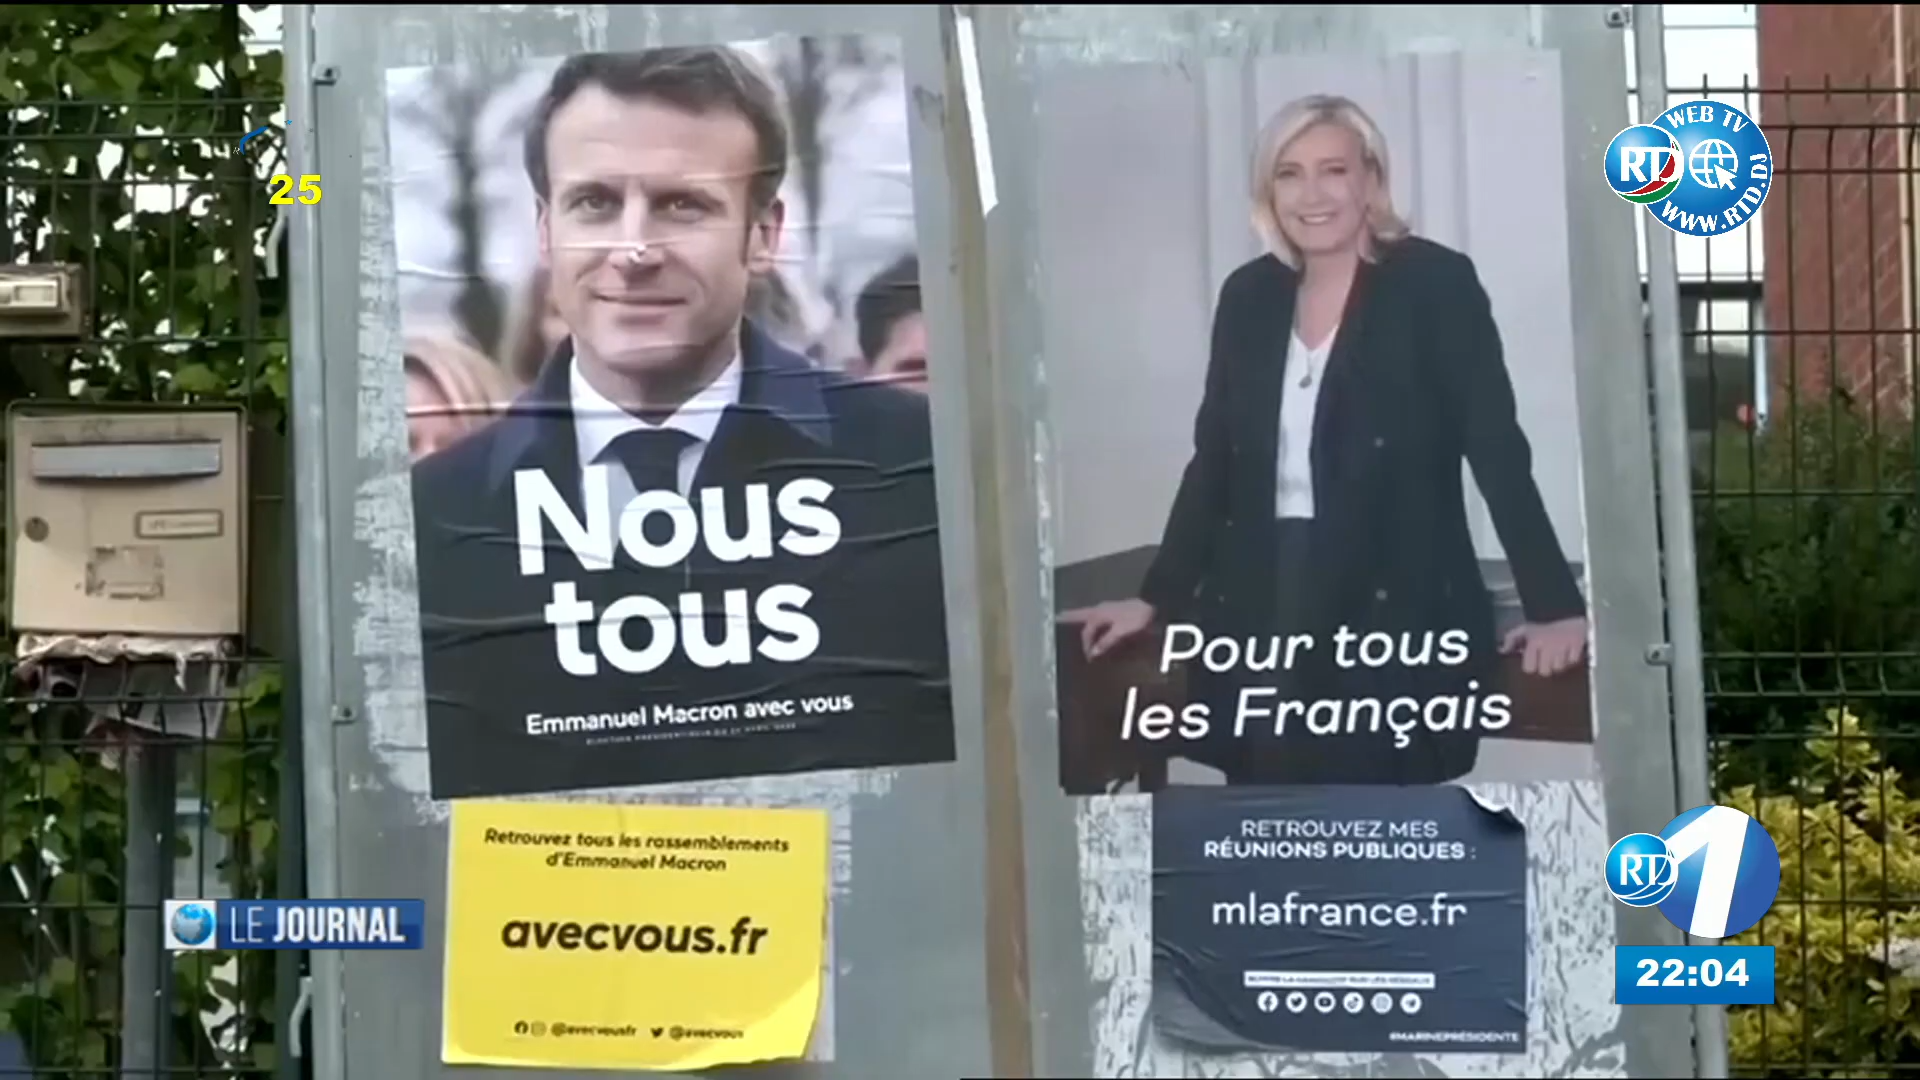 25
WEB TV
RTD
WWW.RTD.DJ
Nous
tous
Emmanuel Macron avec vous
Retrouvez tous les rassemblements
d'Emmanuel Macron
avecvous.fr
@avecvousfr @avecvous
Pour tous
les Français
RETROUVEZ MES
RÉUNIONS PUBLIQUES :
mlafrance.fr
#MARINEPRÉSIDENTE
LE JOURNAL
RTD 1
22:04